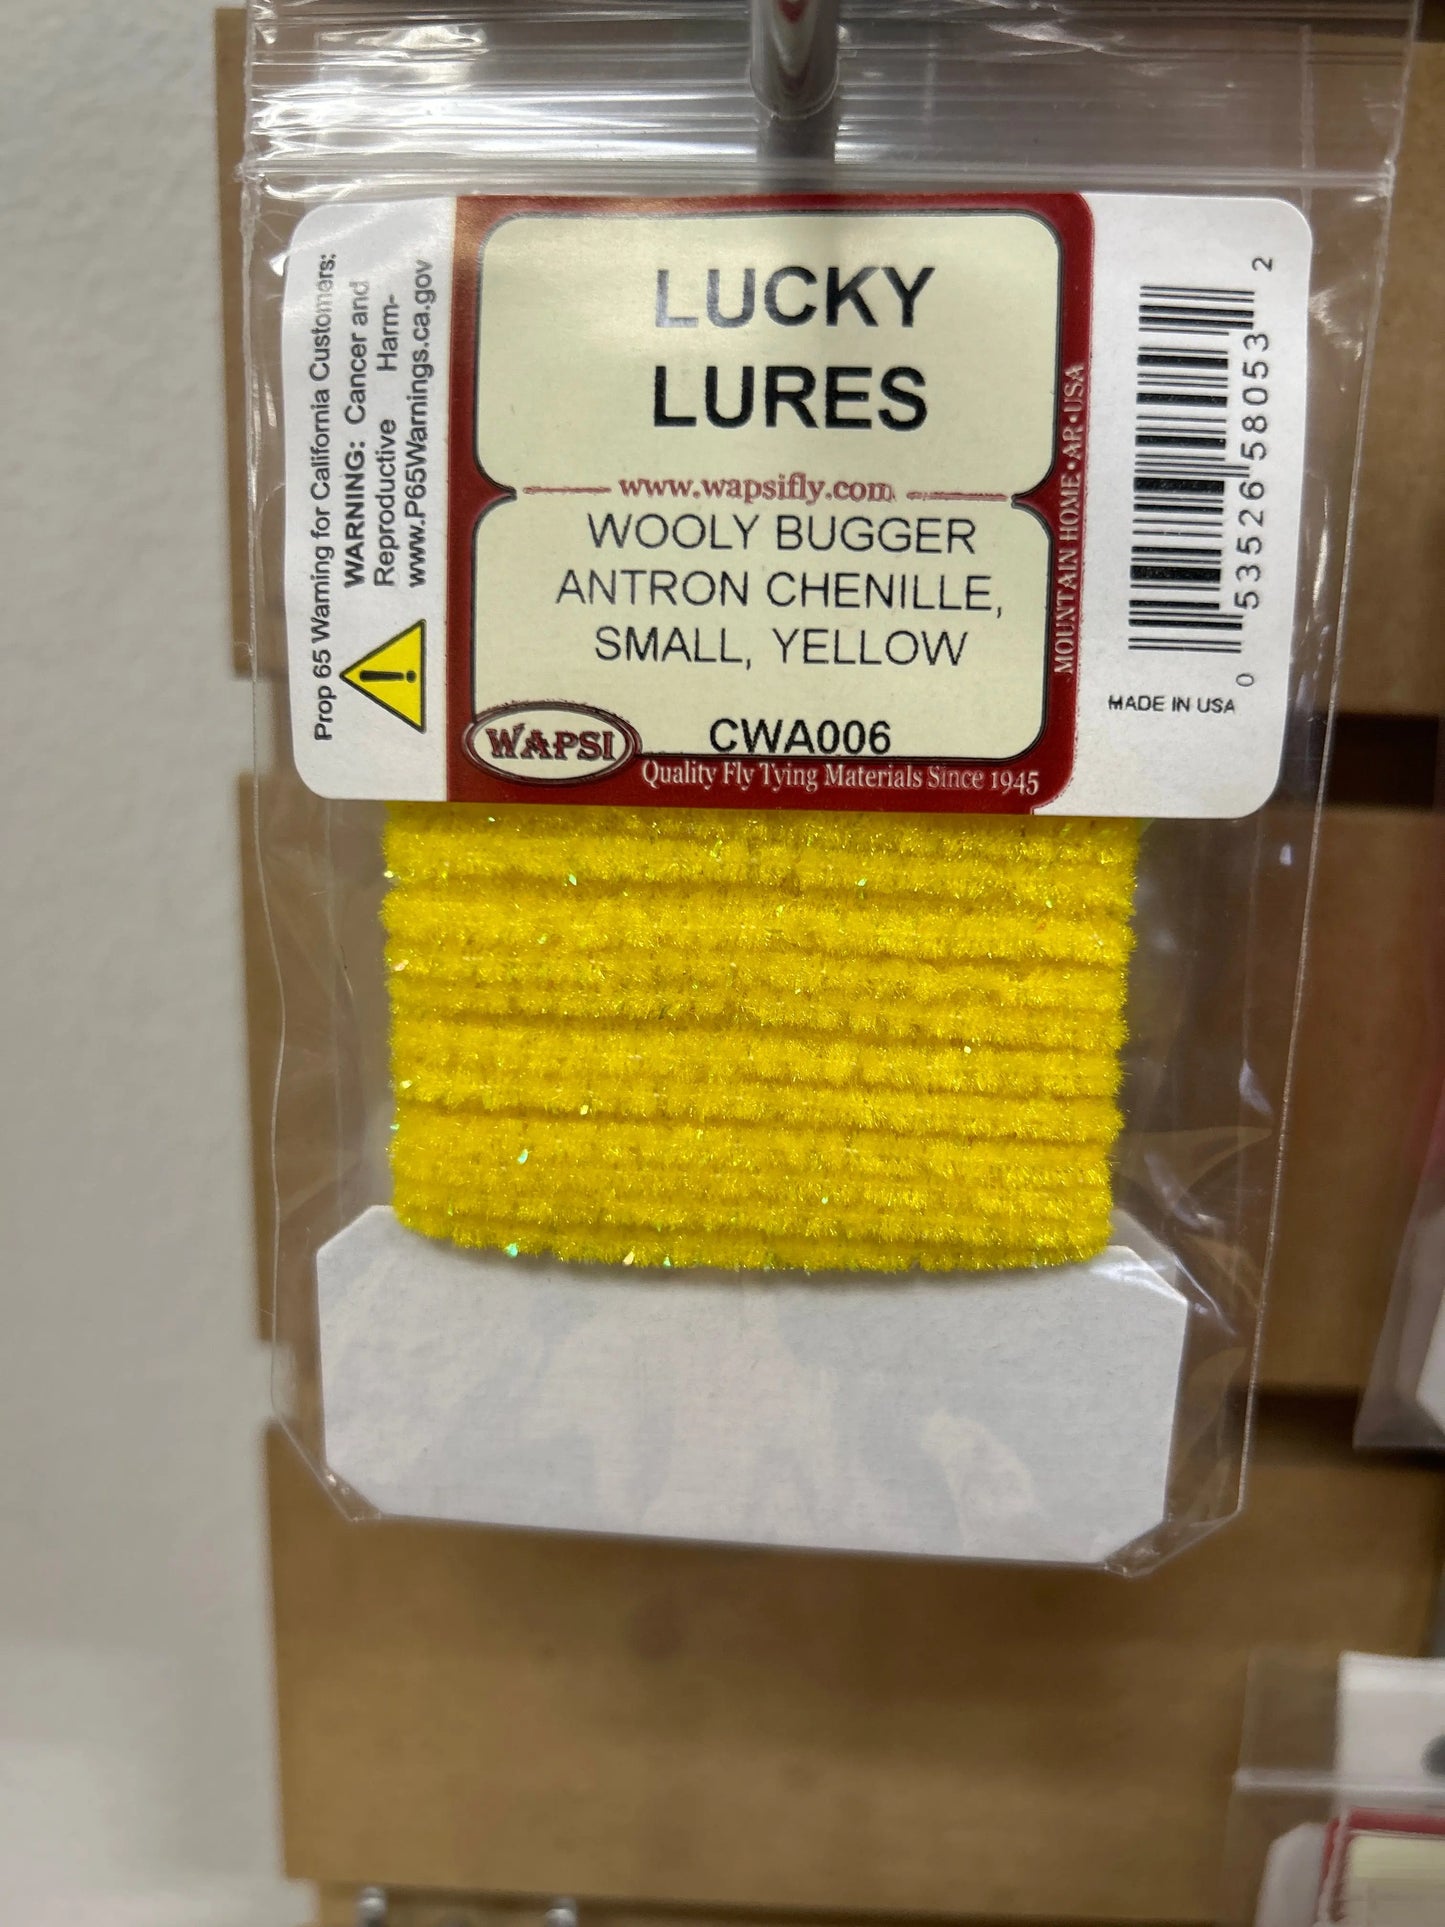 Prop 65 Warning for California Customers:
WARNING: Cancer and
Reproductive Harm-
www.P65Warnings.ca.gov
LUCKY
LURES
www.wapsifly.com
WOOLY BUGGER
ANTRON CHENILLE,
SMALL, YELLOW
CWA006
WAPSI
Quality Fly Tying Materials Since 1945
MOUNTAIN HOME•AR•USA
0 53526 58053 2
MADE IN USA